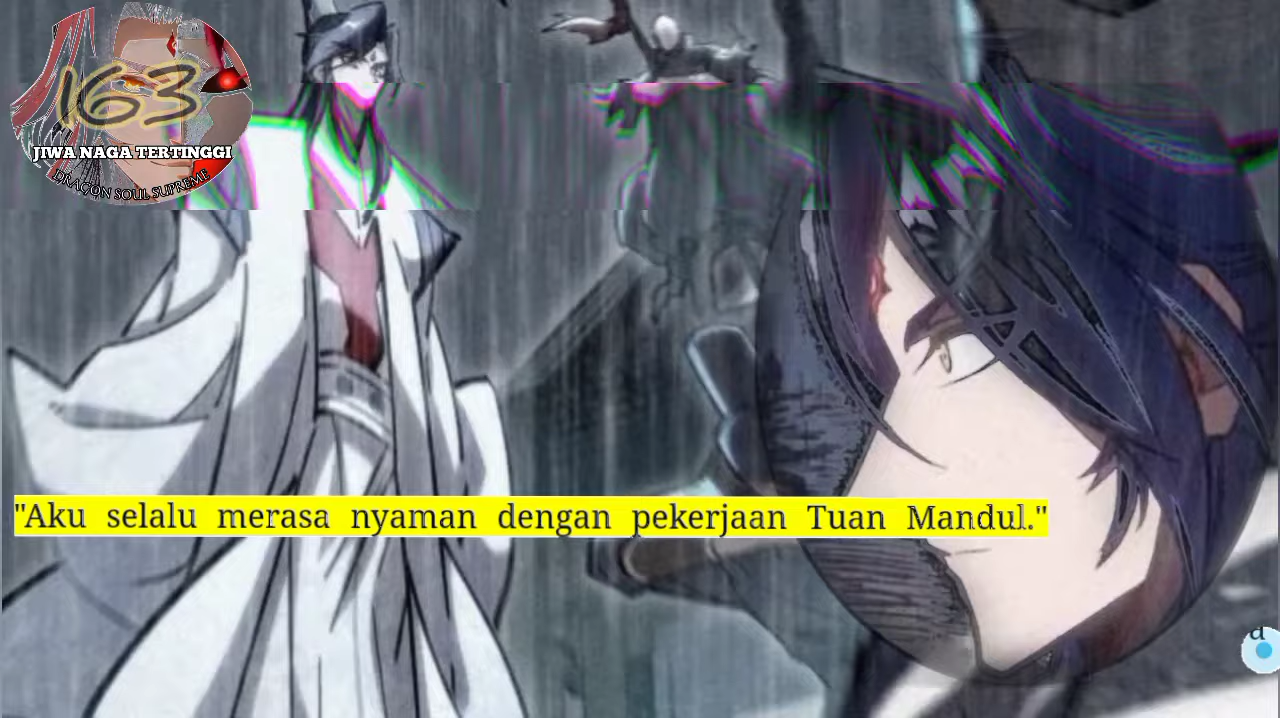 163
JIWA NAGA TERTINGGI
DRAGON SOUL SUPREME
"Aku selalu merasa nyaman dengan pekerjaan Tuan Mandul."
d